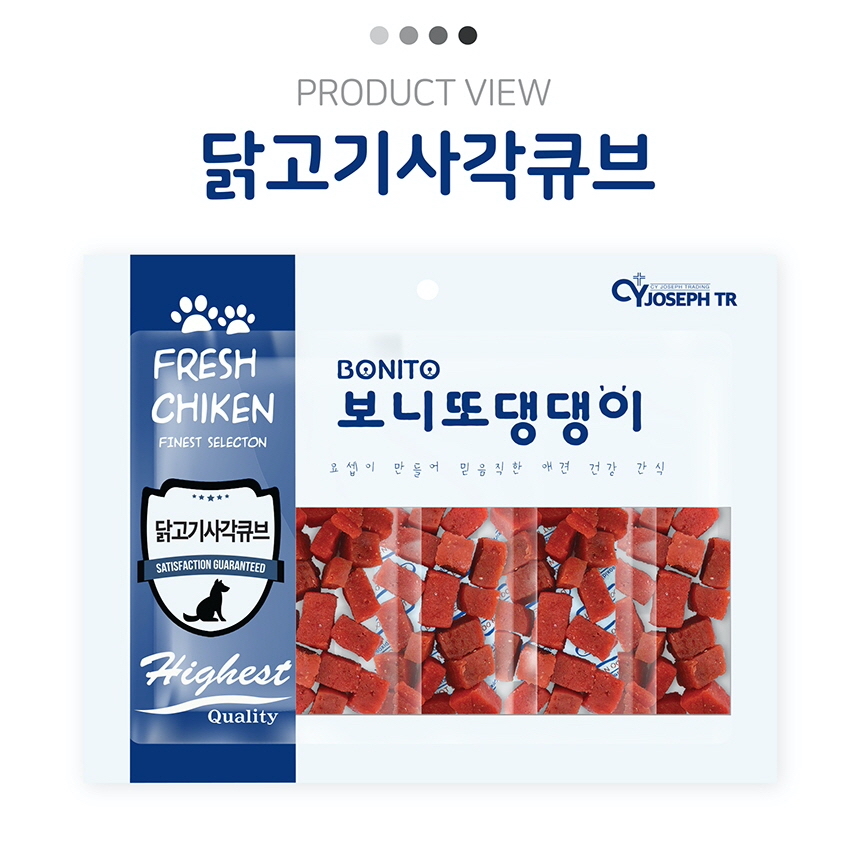 PRODUCT VIEW
닭고기사각큐브
CY JOSEPH TRADING
CY JOSEPH TR
FRESH
CHIKEN
FINEST SELECTON
BONITO
보니또댕댕이
요셉이 만들어 믿음직한 애견 건강 간식
닭고기사각큐브
SATISFACTION GUARANTEED
Highest
Quality